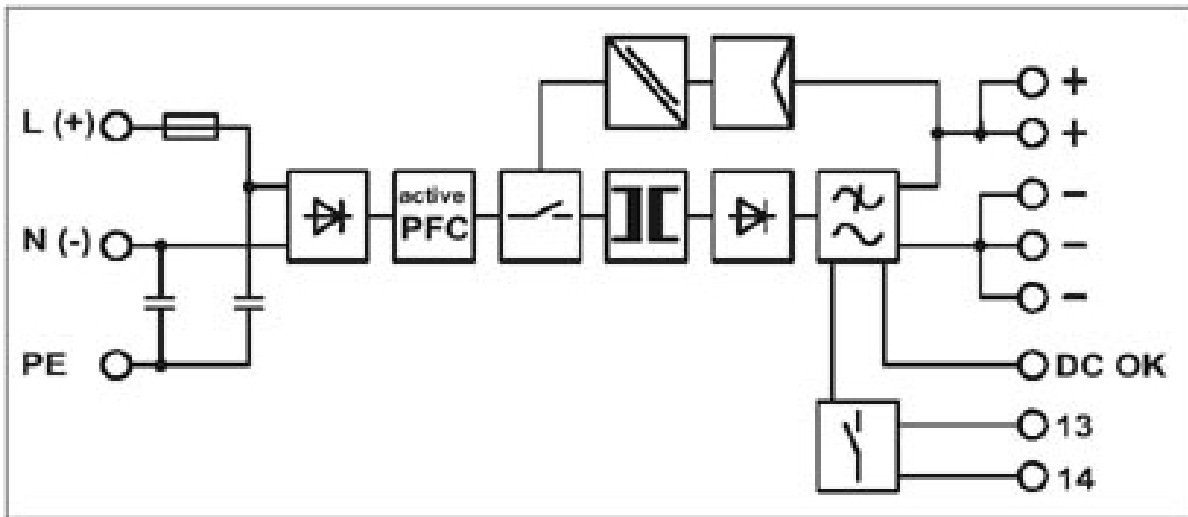 L (+)
N (-)
PE
active
PFC
+
+
-
-
-
DC OK
13
14